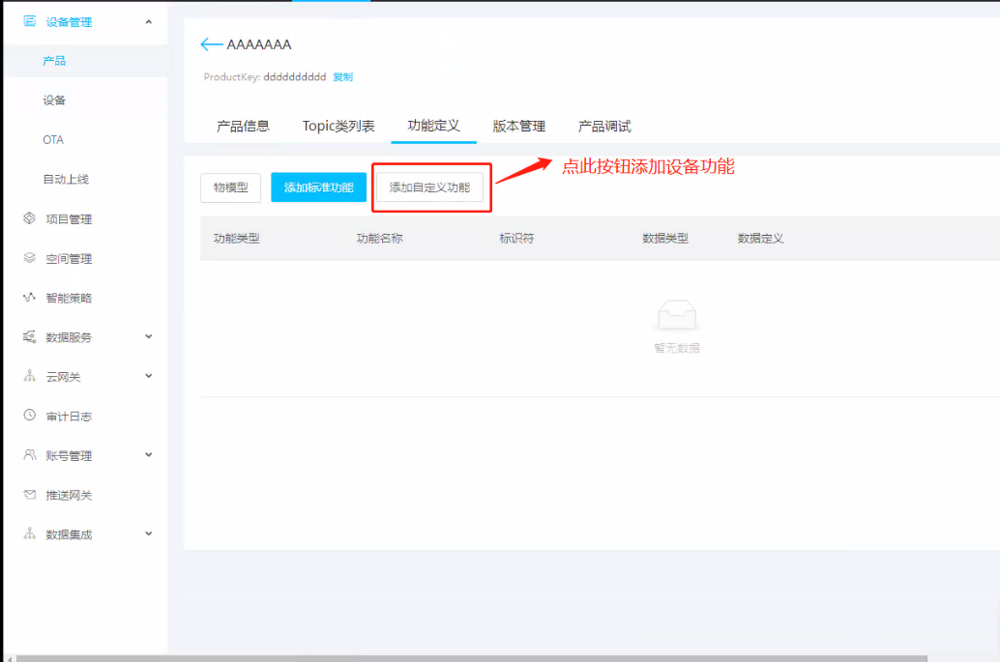 设备管理
产品
设备
OTA
自动上线
项目管理
空间管理
智能策略
数据服务
云网关
审计日志
账号管理
推送网关
数据集成
AAAAAAA
ProductKey: dddddddddd 复制
产品信息 Topic类列表 功能定义 版本管理 产品调试
点此按钮添加设备功能
物模型 添加标准功能 添加自定义功能
功能类型 功能名称 标识符 数据类型 数据定义
暂无数据